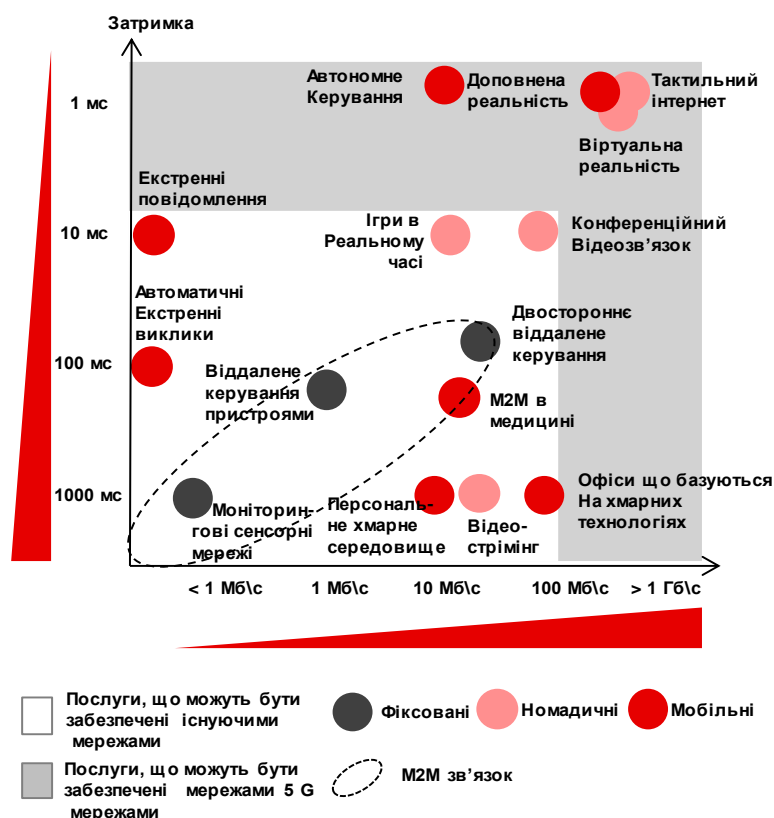 Затримка
Автономне
Керування
Доповнена
реальність
Тактильний
інтернет
1 мс
Віртуальна
реальність
Екстренні
повідомлення
10 мс
Ігри в
Реальному
часі
Конференційний
Відеозв’язок
Автоматичні
Екстренні
виклики
Двостороннє
віддалене
керування
100 мс
Віддалене
керування
пристроями
М2М в
медицині
1000 мс
Моніторин-
гові сенсорні
мережі
Персональ-
не хмарне
середовище
Відео-
стрімінг
Офіси що базуються
На хмарних
технологіях
< 1 Мб\с
1 Мб\с
10 Мб\с
100 Мб\с
> 1 Гб\с
Послуги, що можуть бути
забезпечені існуючими
мережами
Фіксовані
Номадичні
Мобільні
Послуги, що можуть бути
забезпечені мережами 5 G
мережами
М2М зв’язок